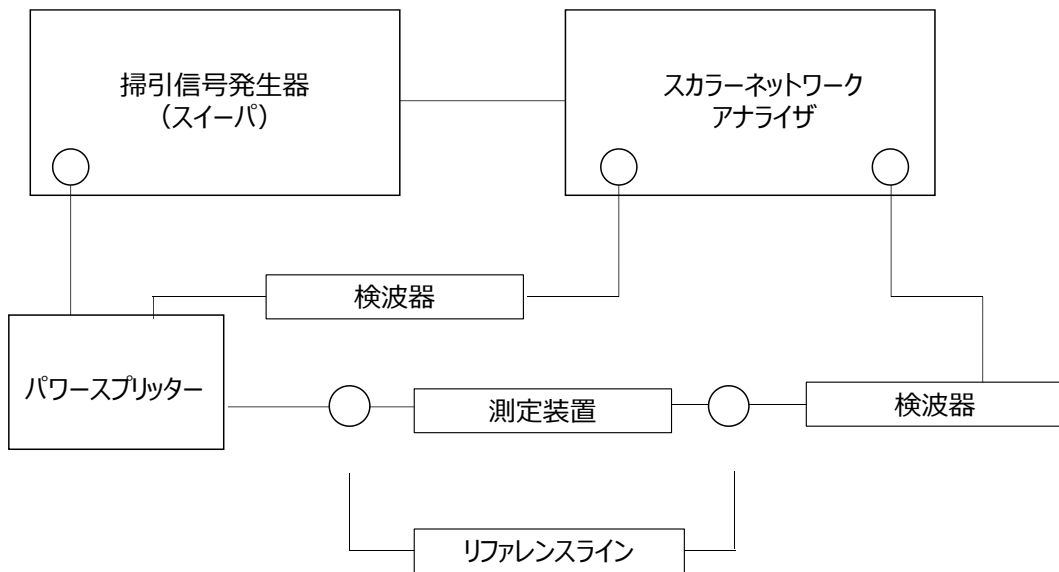 掃引信号発生器
（スイーパ）
スカラーネットワーク
アナライザ
検波器
パワースプリッター
測定装置
検波器
リファレンスライン